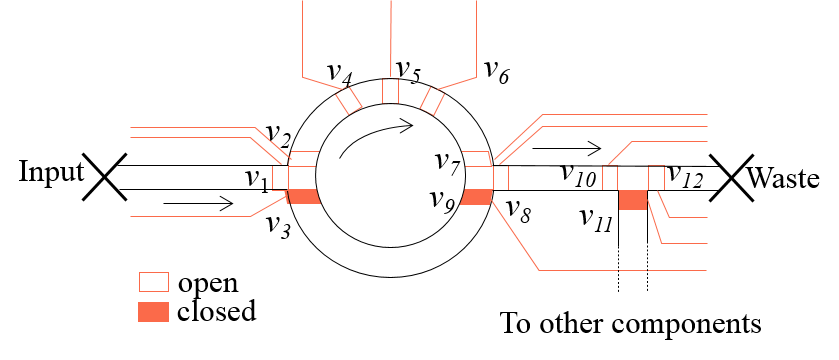 v4 v5 v6
v2
v7
Input v1 v10 v12 Waste
v9 v8
v3 v11
open
closed
To other components